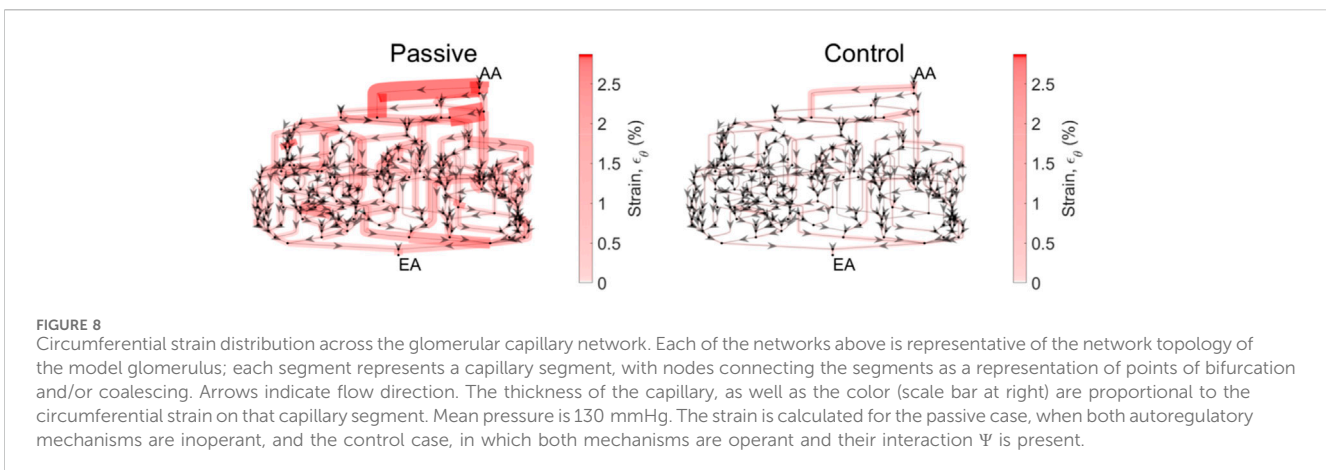 Passive
AA
EA
2.5
2
1.5
1
0.5
0
Strain, ϵθ (%)
Control
AA
EA
2.5
2
1.5
1
0.5
0
Strain, ϵθ (%)
FIGURE 8
Circumferential strain distribution across the glomerular capillary network. Each of the networks above is representative of the network topology of
the model glomerulus; each segment represents a capillary segment, with nodes connecting the segments as a representation of points of bifurcation
and/or coalescing. Arrows indicate flow direction. The thickness of the capillary, as well as the color (scale bar at right) are proportional to the
circumferential strain on that capillary segment. Mean pressure is 130 mmHg. The strain is calculated for the passive case, when both autoregulatory
mechanisms are inoperant, and the control case, in which both mechanisms are operant and their interaction Ψ is present.